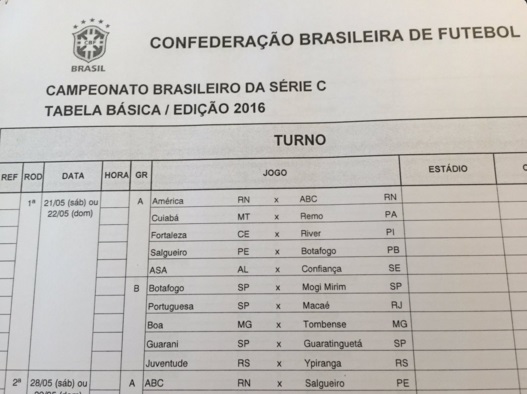 CBF
BRASIL
CONFEDERAÇÃO BRASILEIRA DE FUTEBOL
CAMPEONATO BRASILEIRO DA SÉRIE C
TABELA BÁSICA / EDIÇÃO 2016
TURNO
REF ROD DATA HORA GR JOGO ESTÁDIO
1ª 21/05 (sáb) ou A América RN x ABC RN
22/05 (dom) Cuiabá MT x Remo PA
Fortaleza CE x River PI
Salgueiro PE x Botafogo PB
ASA AL x Confiança SE
B Botafogo SP x Mogi Mirim SP
Portuguesa SP x Macaé RJ
Boa MG x Tombense MG
Guarani SP x Guaratinguetá SP
Juventude RS x Ypiranga RS
2ª 28/05 (sáb) ou A ABC RN x Salgueiro PE